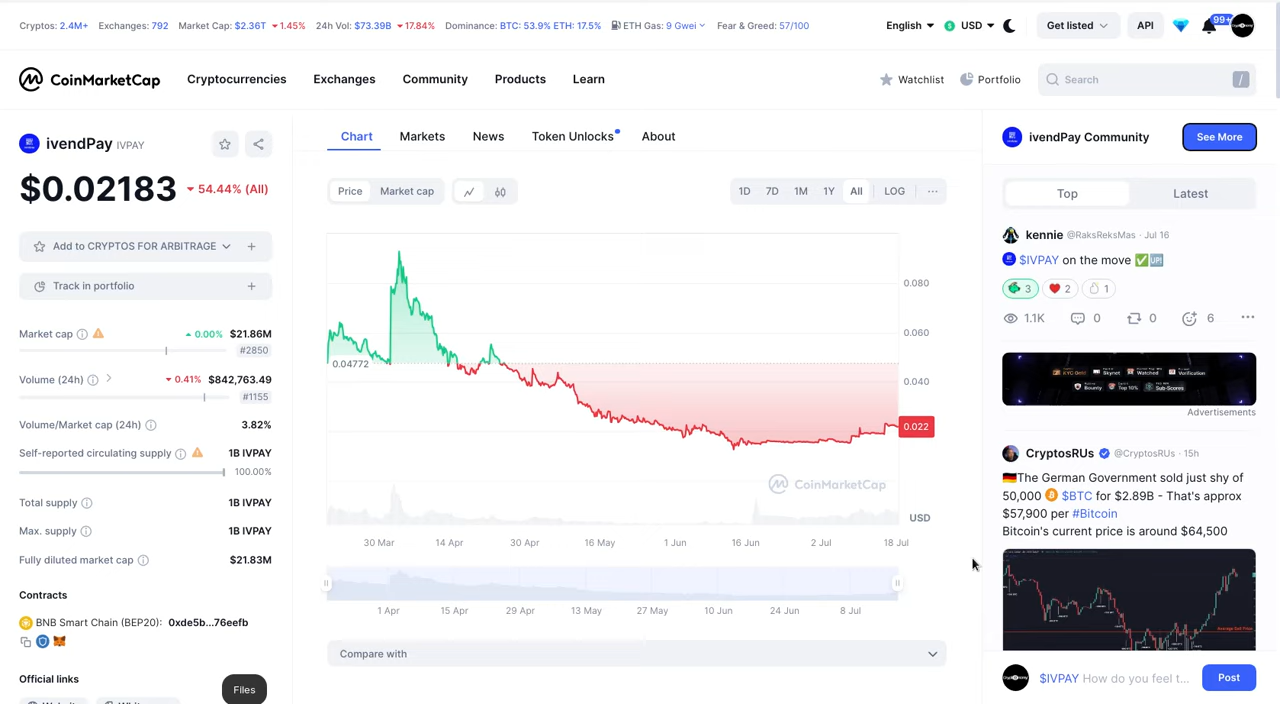 Cryptos: 2.4M+ Exchanges: 792 Market Cap: $2.36T 1.45% 24h Vol: $73.39B 17.84% Dominance: BTC: 53.9% ETH: 17.5% ETH Gas: 9 Gwei Fear & Greed: 57/100
English USD Get listed API 99+
CoinMarketCap Cryptocurrencies Exchanges Community Products Learn
Watchlist Portfolio Search /
ivendPay IVPAY
$0.02183 54.44% (All)
Add to CRYPTOS FOR ARBITRAGE +
Track in portfolio +
Market cap 0.00% $21.86M
#2850
Volume (24h) 0.41% $842,763.49
#1155
Volume/Market cap (24h) 3.82%
Self-reported circulating supply 1B IVPAY
100.00%
Total supply 1B IVPAY
Max. supply 1B IVPAY
Fully diluted market cap $21.83M
Contracts
BNB Smart Chain (BEP20): 0xde5b...76eefb
Official links
Files
Chart Markets News Token Unlocks About
Price Market cap
1D 7D 1M 1Y All LOG ...
0.080
0.060
0.04772
0.040
0.022
CoinMarketCap
USD
30 Mar 14 Apr 30 Apr 16 May 1 Jun 16 Jun 2 Jul 18 Jul
1 Apr 15 Apr 29 Apr 13 May 27 May 10 Jun 24 Jun 8 Jul
Compare with
ivendPay Community See More
Top Latest
kennie @RaksReksMas · Jul 16
$IVPAY on the move ✅🆙
3 2 1
1.1K 0 0 6 ...
KYC Gold Skynet Watched Verification
Bounty Top 10% Sub-Scores
Advertisements
CryptosRUs @CryptosRUs · 15h
🇩🇪The German Government sold just shy of
50,000 $BTC for $2.89B - That's approx
$57,900 per #Bitcoin
Bitcoin's current price is around $64,500
$IVPAY How do you feel t... Post